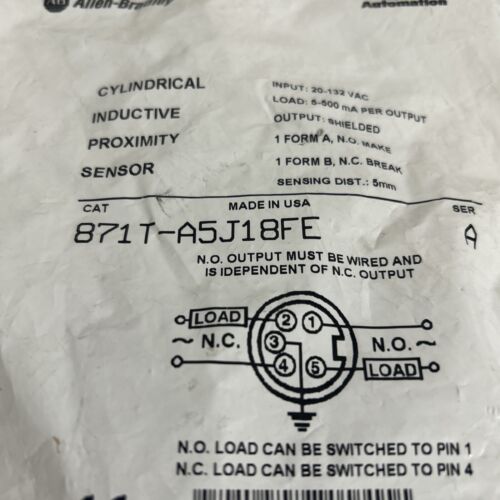 Allen-Bradley
Automation
CYLINDRICAL
INDUCTIVE
PROXIMITY
SENSOR
INPUT: 20-132 VAC
LOAD: 5-500 mA PER OUTPUT
OUTPUT: SHIELDED
1 FORM A, N.O. MAKE
1 FORM B, N.C. BREAK
SENSING DIST.: 5mm
CAT MADE IN USA SER
871T-A5J18FE A
N.O. OUTPUT MUST BE WIRED AND
IS IDEPENDENT OF N.C. OUTPUT
LOAD 2 1
~ N.C. 3 N.O. ~
4 5 LOAD
N.O. LOAD CAN BE SWITCHED TO PIN 1
N.C. LOAD CAN BE SWITCHED TO PIN 4